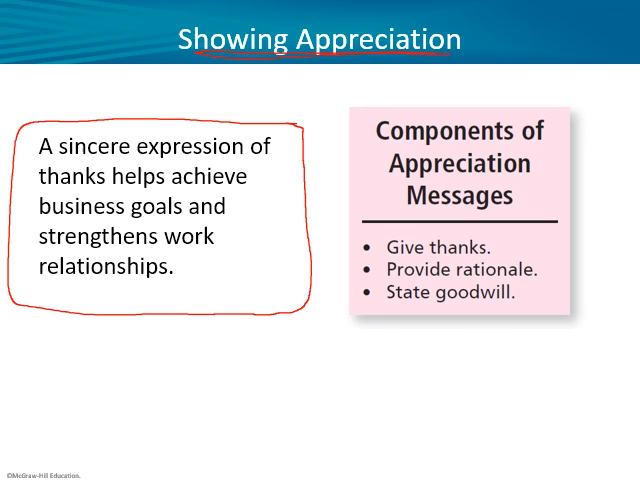 Showing Appreciation
A sincere expression of
thanks helps achieve
business goals and
strengthens work
relationships.
Components of
Appreciation
Messages
• Give thanks.
• Provide rationale.
• State goodwill.
©McGraw-Hill Education.